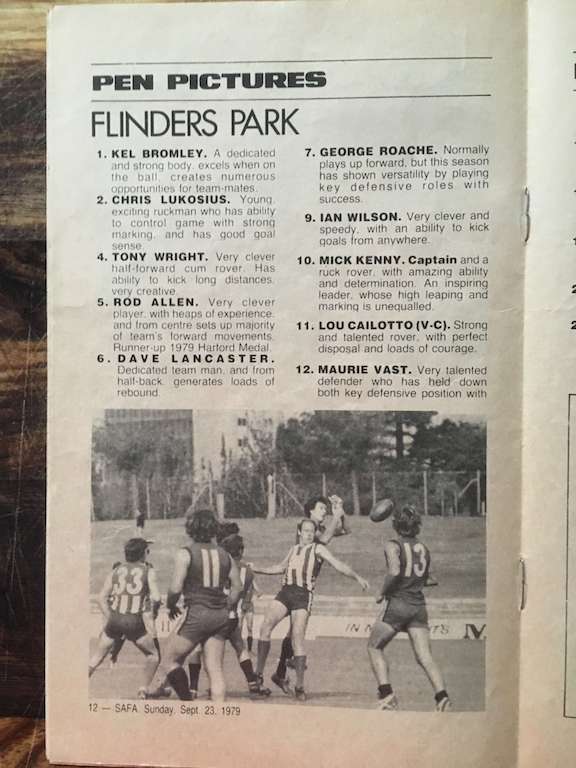 PEN PICTURES
FLINDERS PARK
1. KEL BROMLEY. A dedicated
and strong body, excels when on
the ball, creates numerous
opportunities for team-mates.
2. CHRIS LUKOSIUS. Young,
exciting ruckman who has ability
to control game with strong
marking, and has good goal
sense.
4. TONY WRIGHT. Very clever
half-forward cum rover. Has
ability to kick long distances,
very creative.
5. ROD ALLEN. Very clever
player, with heaps of experience,
and from centre sets up majority
of team's forward movements.
Runner-up 1979 Harford Medal.
6. DAVE LANCASTER.
Dedicated team man, and from
half-back, generates loads of
rebound.
7. GEORGE ROACHE. Normally
plays up forward, but this season
has shown versatility by playing
key defensive roles with
success.
9. IAN WILSON. Very clever and
speedy, with an ability to kick
goals from anywhere.
10. MICK KENNY. Captain and a
ruck rover, with amazing ability
and determination. An inspiring
leader, whose high leaping and
marking is unequalled.
11. LOU CAILOTTO (V-C). Strong
and talented rover, with perfect
disposal and loads of courage.
12. MAURIE VAST. Very talented
defender who has held down
both key defensive position with
33
11
13
12 — SAFA, Sunday, Sept. 23, 1979